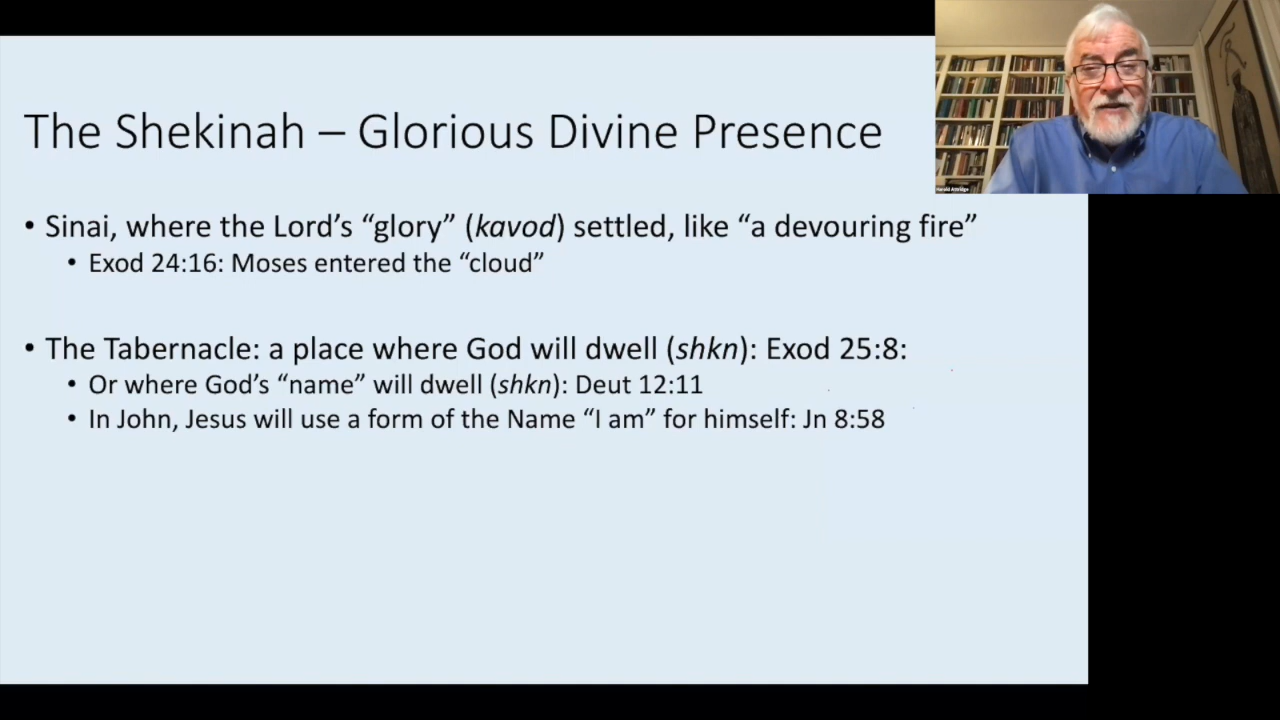 The Shekinah – Glorious Divine Presence
• Sinai, where the Lord’s “glory” (kavod) settled, like “a devouring fire”
• Exod 24:16: Moses entered the “cloud”
• The Tabernacle: a place where God will dwell (shkn): Exod 25:8:
• Or where God’s “name” will dwell (shkn): Deut 12:11
• In John, Jesus will use a form of the Name “I am” for himself: Jn 8:58
Harold Attridge